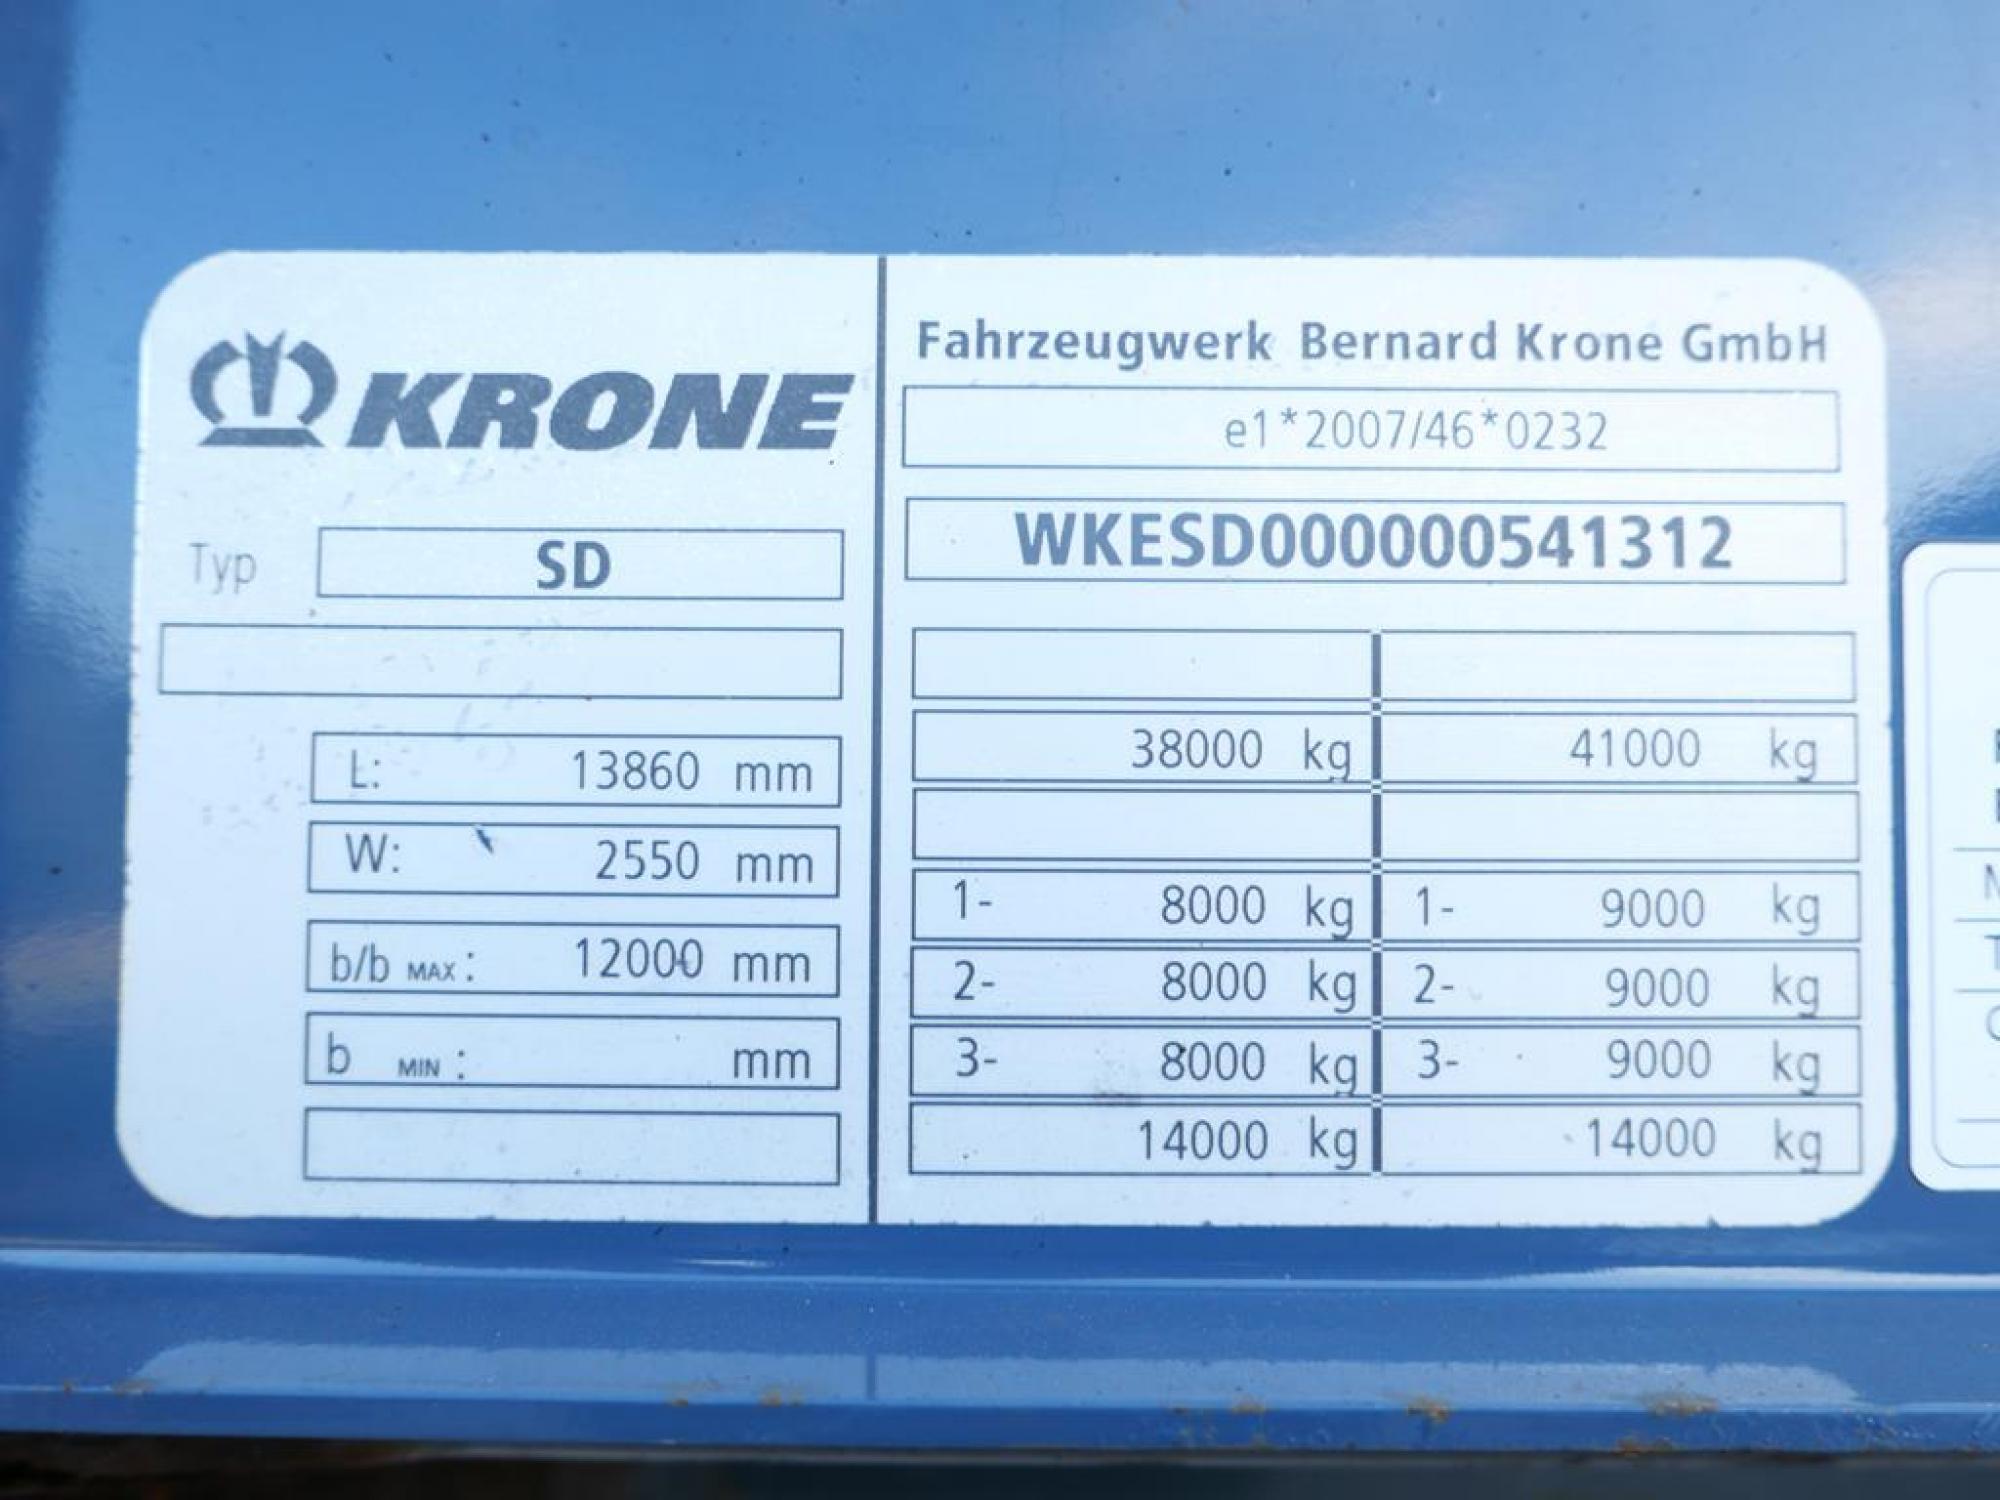 KRONE
Typ SD
L: 13860 mm
W: 2550 mm
b/b MAX: 12000 mm
b MIN: mm
Fahrzeugwerk Bernard Krone GmbH
e1*2007/46*0232
WKESD000000541312
38000 kg 41000 kg
1- 8000 kg 1- 9000 kg
2- 8000 kg 2- 9000 kg
3- 8000 kg 3- 9000 kg
14000 kg 14000 kg